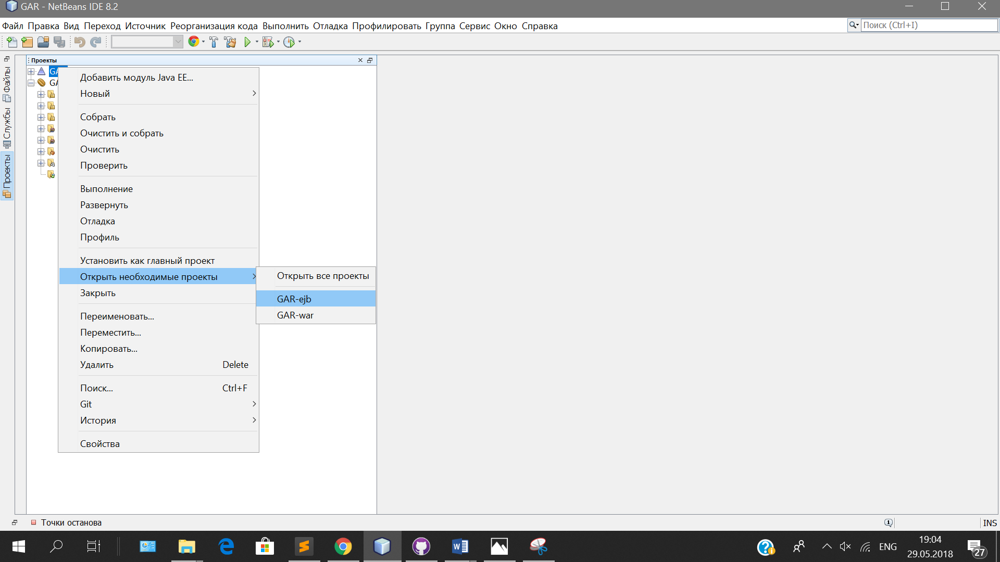 GAR - NetBeans IDE 8.2
Файл Правка Вид Переход Источник Реорганизация кода Выполнить Отладка Профилировать Группа Сервис Окно Справка
Поиск (Ctrl+I)
Файлы
Службы
Проекты
Проекты
Добавить модуль Java EE...
Новый
Собрать
Очистить и собрать
Очистить
Проверить
Выполнение
Развернуть
Отладка
Профиль
Установить как главный проект
Открыть необходимые проекты
Закрыть
Переименовать...
Переместить...
Копировать...
Удалить Delete
Поиск... Ctrl+F
Git
История
Свойства
Открыть все проекты
GAR-ejb
GAR-war
Точки останова
INS
ENG
19:04
29.05.2018
27